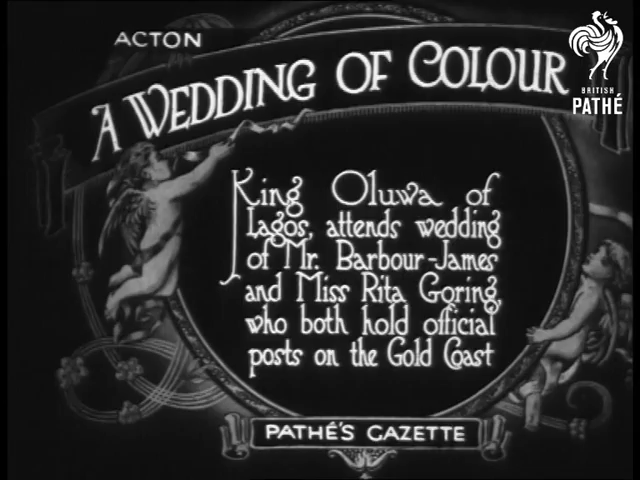 ACTON
A WEDDING OF COLOUR
BRITISH
PATHÉ
King Oluwa of
Lagos, attends wedding
of Mr. Barbour-James
and Miss Rita Goring,
who both hold official
posts on the Gold Coast
PATHÉ'S GAZETTE